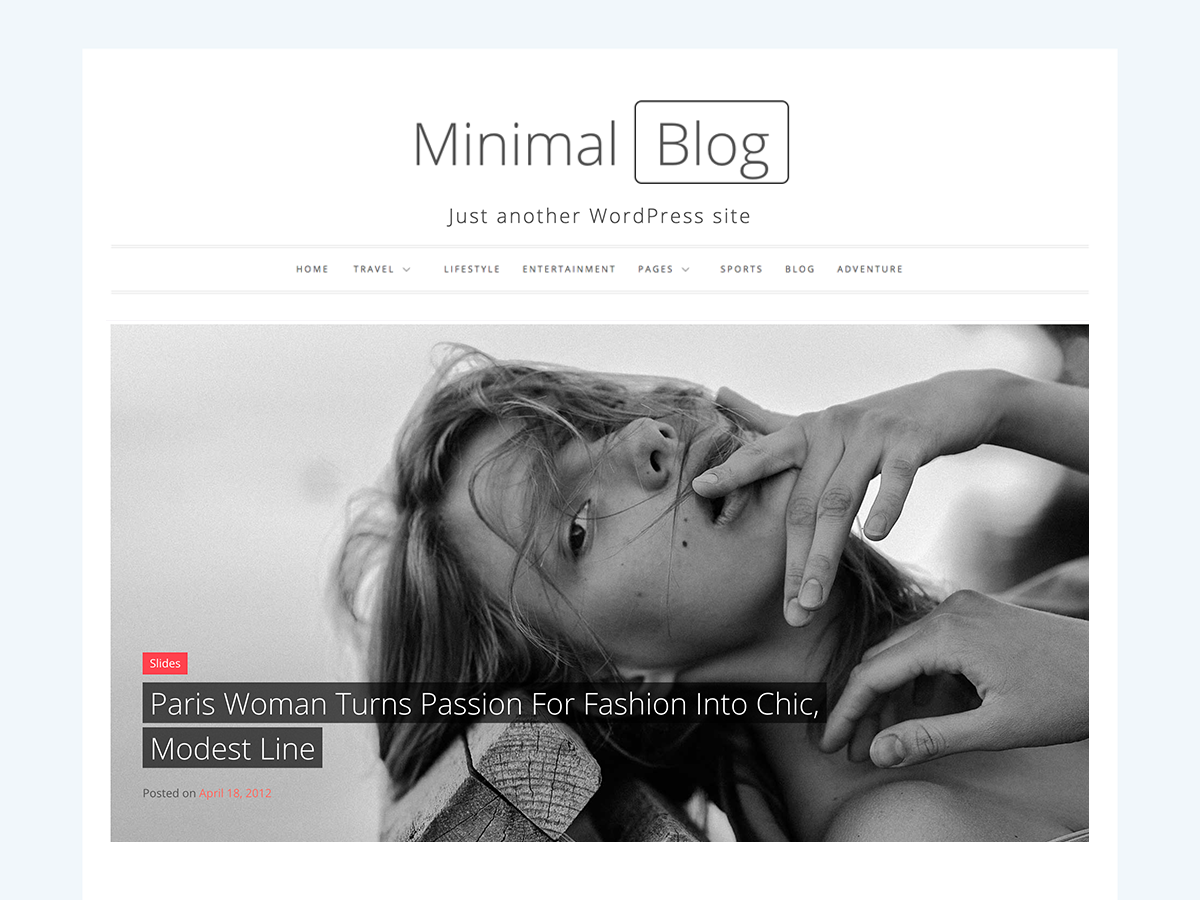 Minimal Blog
Just another WordPress site
HOME TRAVEL LIFESTYLE ENTERTAINMENT PAGES SPORTS BLOG ADVENTURE
Slides
Paris Woman Turns Passion For Fashion Into Chic,
Modest Line
Posted on April 18, 2012